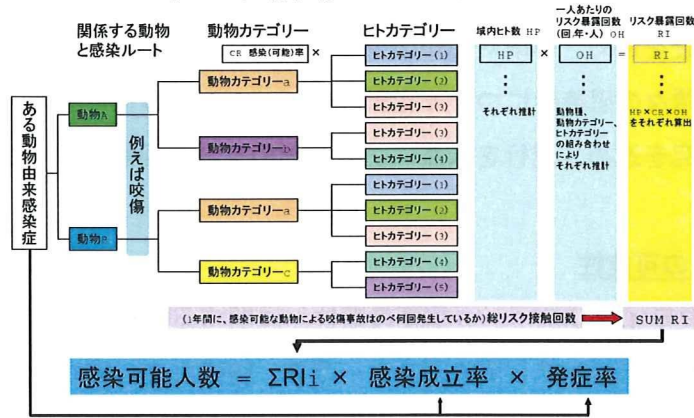 関係する動物
と感染ルート
動物カテゴリー
ヒトカテゴリー
域内ヒト数 HP
一人あたりの
リスク暴露回数
(回.年・人) OH
リスク暴露回数
RI
CR 感染(可能)率 ×
HP × OH = RI
ある動物由来感染症
動物A
動物B
例えば咬傷
動物カテゴリーa
動物カテゴリーb
動物カテゴリーa
動物カテゴリーC
ヒトカテゴリー(1)
ヒトカテゴリー(2)
ヒトカテゴリー(3)
ヒトカテゴリー(3)
ヒトカテゴリー(4)
ヒトカテゴリー(1)
ヒトカテゴリー(2)
ヒトカテゴリー(3)
ヒトカテゴリー(4)
ヒトカテゴリー(5)
それぞれ推計
動物種、
動物カテゴリー、
ヒトカテゴリー
の組み合わせ
により
それぞれ推計
HP×CR×OH
をそれぞれ算出
(1年間に、感染可能な動物による咬傷事故はのべ何回発生しているか)総リスク接触回数
SUM RI
感染可能人数 = ΣRIi × 感染成立率 × 発症率